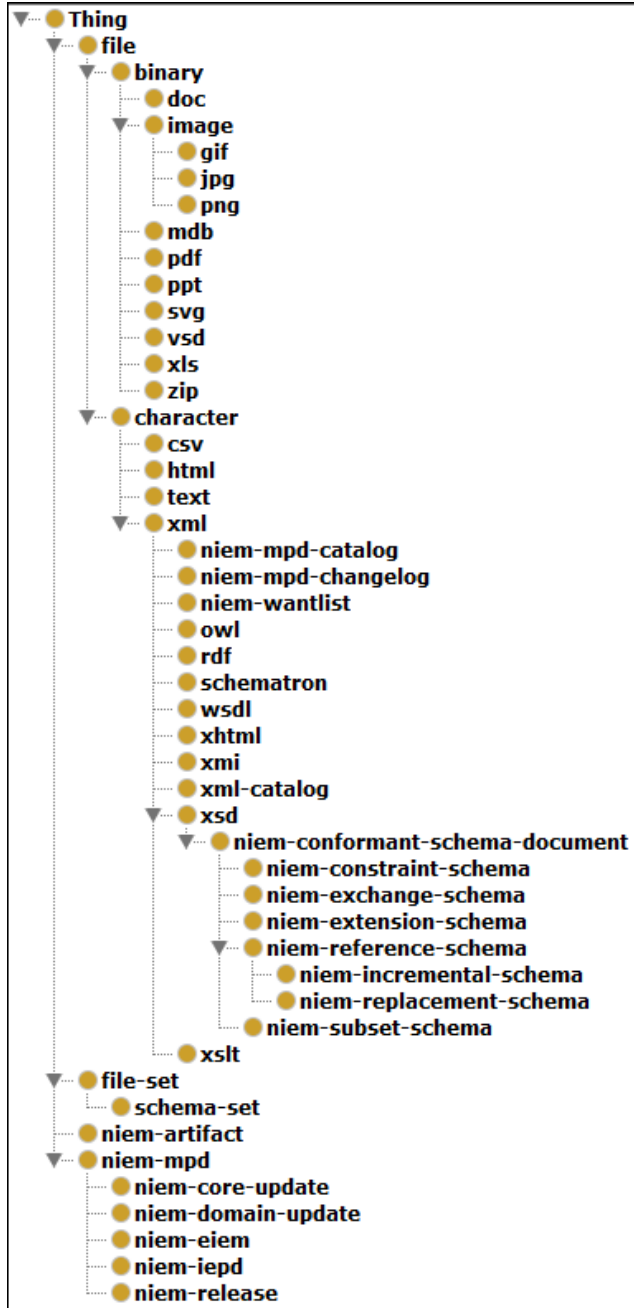 Thing
file
binary
doc
image
gif
jpg
png
mdb
pdf
ppt
svg
vsd
xls
zip
character
csv
html
text
xml
niem-mpd-catalog
niem-mpd-changelog
niem-wantlist
owl
rdf
schematron
wsdl
xhtml
xmi
xml-catalog
xsd
niem-conformant-schema-document
niem-constraint-schema
niem-exchange-schema
niem-extension-schema
niem-reference-schema
niem-incremental-schema
niem-replacement-schema
niem-subset-schema
xslt
file-set
schema-set
niem-artifact
niem-mpd
niem-core-update
niem-domain-update
niem-eiem
niem-iepd
niem-release